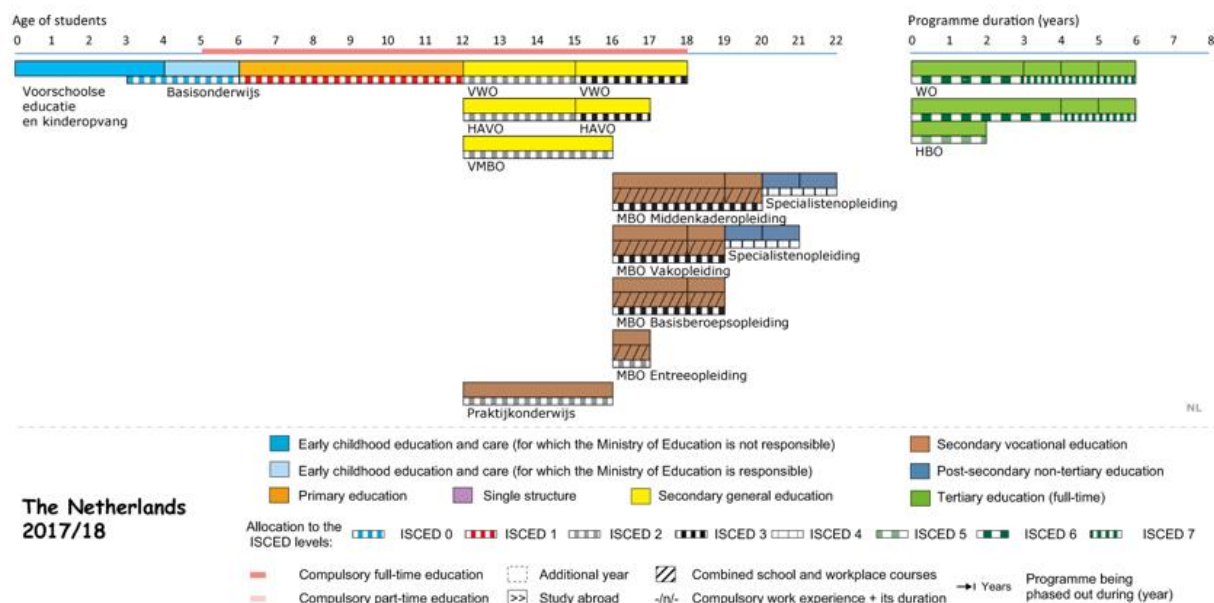 Age of students
Programme duration (years)
0 1 2 3 4 5 6 7 8 9 10 11 12 13 14 15 16 17 18 19 20 21 22
0 1 2 3 4 5 6 7 8
Voorschoolse
educatie
en kinderopvang
Basisonderwijs
VWO
VWO
WO
HAVO
HAVO
HBO
VMBO
Specialistenopleiding
MBO Middenkaderopleiding
Specialistenopleiding
MBO Vakopleiding
MBO Basisberoepsopleiding
MBO Entreeopleiding
Praktijkonderwijs
NL
The Netherlands
2017/18
Early childhood education and care (for which the Ministry of Education is not responsible)
Secondary vocational education
Early childhood education and care (for which the Ministry of Education is responsible)
Post-secondary non-tertiary education
Primary education
Single structure
Secondary general education
Tertiary education (full-time)
Allocation to the
ISCED levels:
ISCED 0
ISCED 1
ISCED 2
ISCED 3
ISCED 4
ISCED 5
ISCED 6
ISCED 7
Compulsory full-time education
Additional year
Combined school and workplace courses
Years
Programme being
phased out during (year)
Compulsory part-time education
>> Study abroad
-/n/- Compulsory work experience + its duration